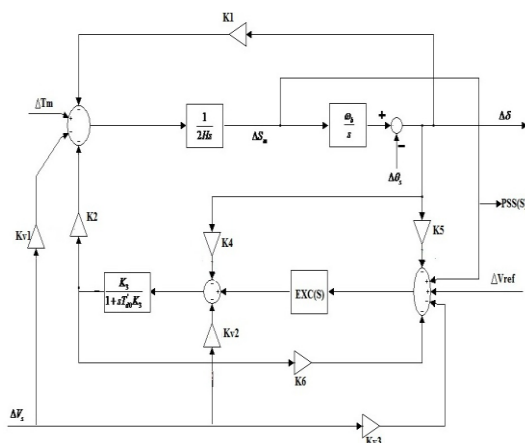 K1
ΔTm
1
2Hs
ΔSm
ω
s
Δδ
Δθs
K2
Kv1
K4
K5
PSS(S)
K3
1+sT'd0K3
EXC(S)
ΔVref
Kv2
K6
ΔVs
Kv3
+
−